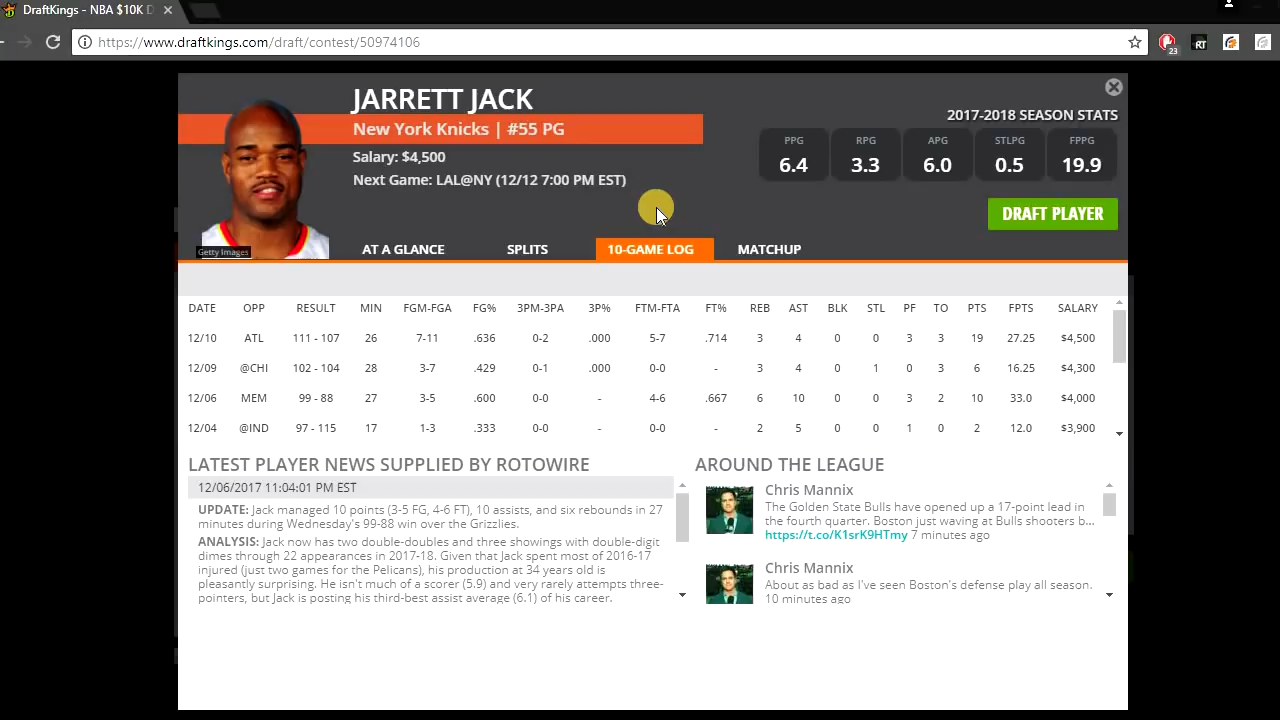 DraftKings - NBA $10K D
https://www.draftkings.com/draft/contest/50974106
23
RT
JARRETT JACK
New York Knicks | #55 PG
Salary: $4,500
Next Game: LAL@NY (12/12 7:00 PM EST)
Getty Images
2017-2018 SEASON STATS
PPG RPG APG STLPG FPPG
6.4 3.3 6.0 0.5 19.9
DRAFT PLAYER
AT A GLANCE SPLITS 10-GAME LOG MATCHUP
DATE OPP RESULT MIN FGM-FGA FG% 3PM-3PA 3P% FTM-FTA FT% REB AST BLK STL PF TO PTS FPTS SALARY
12/10 ATL 111 - 107 26 7-11 .636 0-2 .000 5-7 .714 3 4 0 0 3 3 19 27.25 $4,500
12/09 @CHI 102 - 104 28 3-7 .429 0-1 .000 0-0 - 3 4 0 1 0 3 6 16.25 $4,300
12/06 MEM 99 - 88 27 3-5 .600 0-0 - 4-6 .667 6 10 0 0 3 2 10 33.0 $4,000
12/04 @IND 97 - 115 17 1-3 .333 0-0 - 0-0 - 2 5 0 0 1 0 2 12.0 $3,900
LATEST PLAYER NEWS SUPPLIED BY ROTOWIRE
12/06/2017 11:04:01 PM EST
UPDATE: Jack managed 10 points (3-5 FG, 4-6 FT), 10 assists, and six rebounds in 27
minutes during Wednesday's 99-88 win over the Grizzlies.
ANALYSIS: Jack now has two double-doubles and three showings with double-digit
dimes through 22 appearances in 2017-18. Given that Jack spent most of 2016-17
injured (just two games for the Pelicans), his production at 34 years old is
pleasantly surprising. He isn't much of a scorer (5.9) and very rarely attempts three-
pointers, but Jack is posting his third-best assist average (6.1) of his career.
AROUND THE LEAGUE
Chris Mannix
The Golden State Bulls have opened up a 17-point lead in
the fourth quarter. Boston just waving at Bulls shooters b...
https://t.co/K1srK9HTmy 7 minutes ago
Chris Mannix
About as bad as I've seen Boston's defense play all season.
10 minutes ago